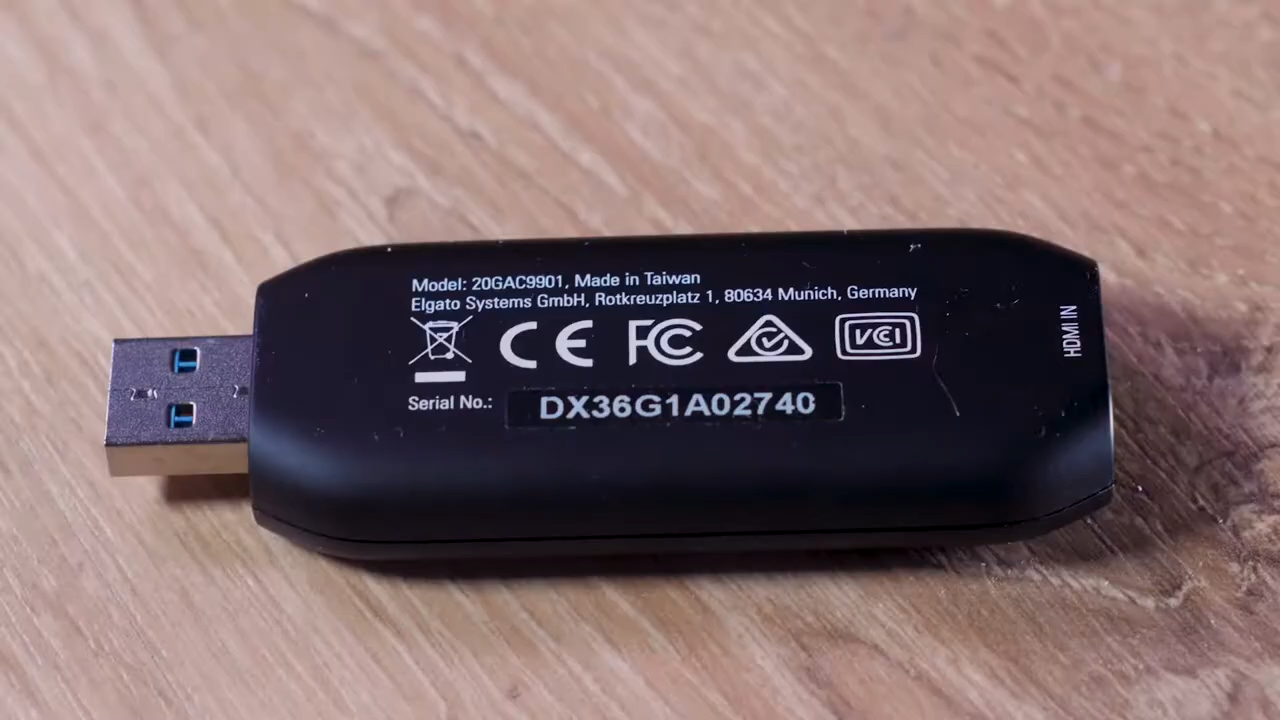 Model: 20GAC9901, Made in Taiwan
Elgato Systems GmbH, Rotkreuzplatz 1, 80634 Munich, Germany
CE FC VCCI
Serial No.: DX36G1A02740
HDMI IN